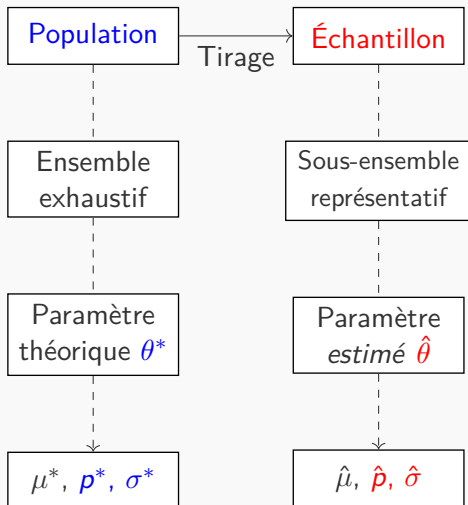 Population
Tirage
Échantillon
Ensemble
exhaustif
Sous-ensemble
représentatif
Paramètre
théorique θ*
Paramètre
estimé θ̂
μ*, p*, σ*
μ̂, p̂, σ̂